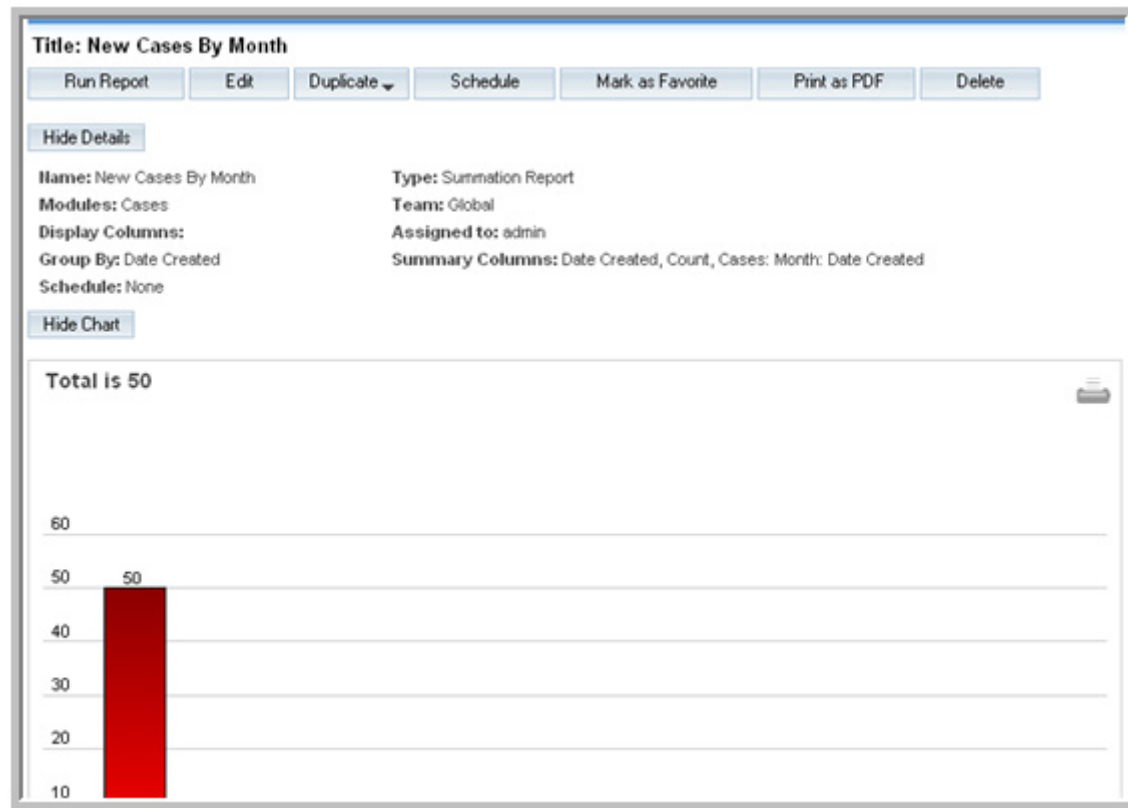 Title: New Cases By Month
Run Report Edit Duplicate Schedule Mark as Favorite Print as PDF Delete
Hide Details
Name: New Cases By Month Type: Summation Report
Modules: Cases Team: Global
Display Columns: Assigned to: admin
Group By: Date Created Summary Columns: Date Created, Count, Cases: Month: Date Created
Schedule: None
Hide Chart
Total is 50
60
50 50
40
30
20
10